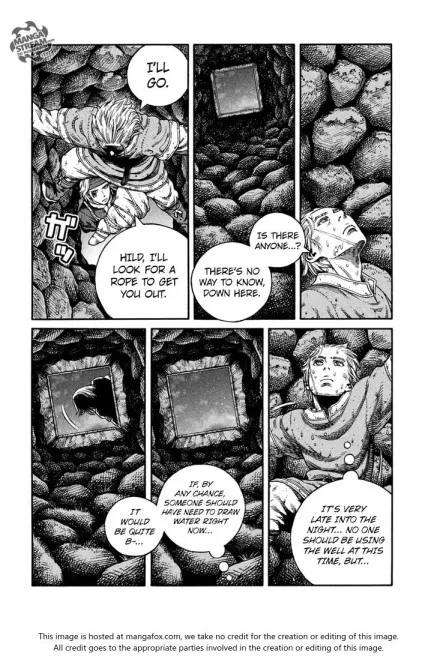 MANGA
STREAM
I'LL
GO.
ガッ
HILD, I'LL
LOOK FOR A
ROPE TO GET
YOU OUT.
IS THERE
ANYONE...?
THERE'S NO
WAY TO KNOW,
DOWN HERE.
IT'S VERY
LATE INTO THE
NIGHT... NO ONE
SHOULD BE USING
THE WELL AT THIS
TIME, BUT...
IF, BY
ANY CHANCE,
SOMEONE SHOULD
HAVE NEED TO DRAW
WATER RIGHT
NOW...
IT
WOULD
BE QUITE
B-...
This image is hosted at mangafox.com, we take no credit for the creation or editing of this image.
All credit goes to the appropriate parties involved in the creation or editing of this image.